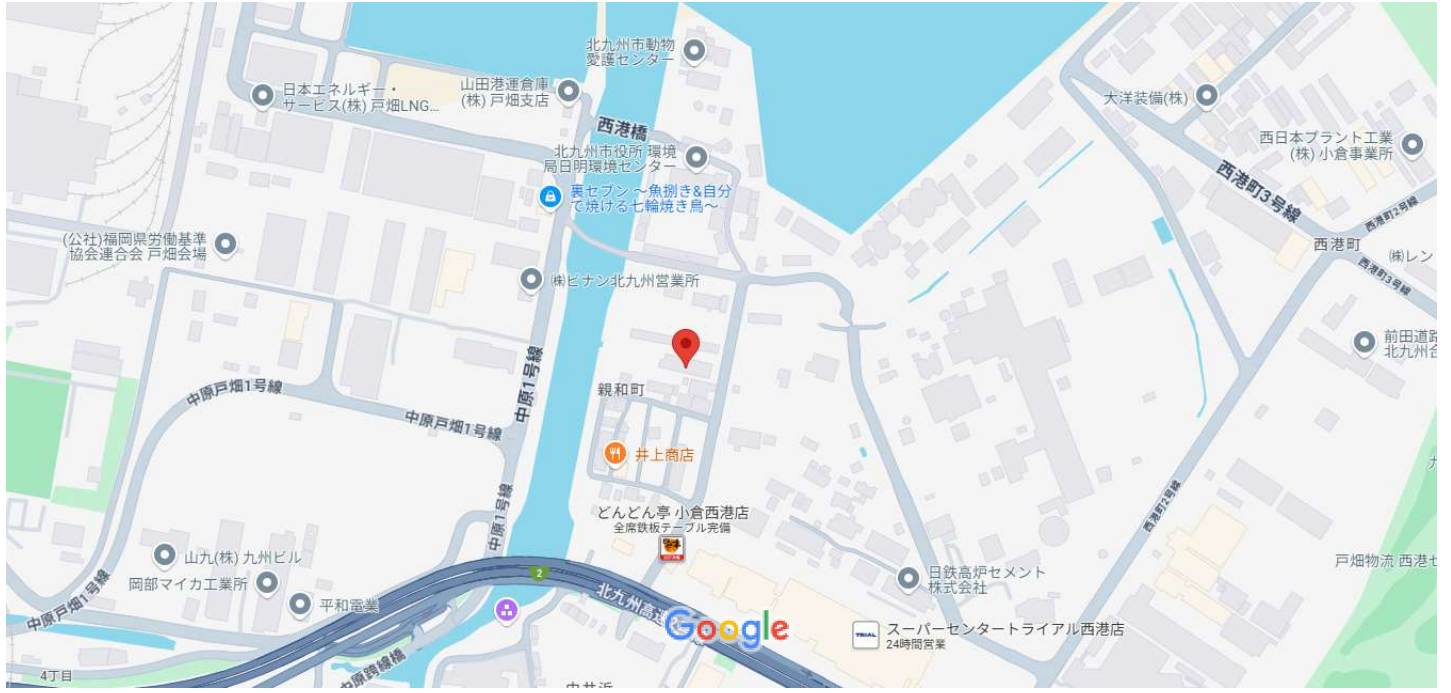 北九州市動物
愛護センター
日本エネルギー・
サービス(株) 戸畑LNG...
山田港運倉庫
(株) 戸畑支店
大洋装備(株)
西港橋
西日本プラント工業
(株) 小倉事業所
北九州市役所 環境
局日明環境センター
裏セブン ～魚捌き&自分
で焼ける七輪焼き鳥～
西港町3号線
西港町2号線
(公社)福岡県労働基準
協会連合会 戸畑会場
西港町
㈱レン
西港町3号線
㈱ビナン北九州営業所
前田道路
北九州合
中原1号線
中原戸畑1号線
親和町
中原戸畑1号線
井上商店
中原1号線
西港町2号線
どんどん亭 小倉西港店
全席鉄板テーブル完備
山九(株) 九州ビル
戸畑物流 西港セ
岡部マイカ工業所
2
日鉄高炉セメント
株式会社
平和電業
北九州高速
中原戸畑1号線
Google
TRIAL
スーパーセンタートライアル西港店
24時間営業
中原跨線橋
4丁目
中井浜